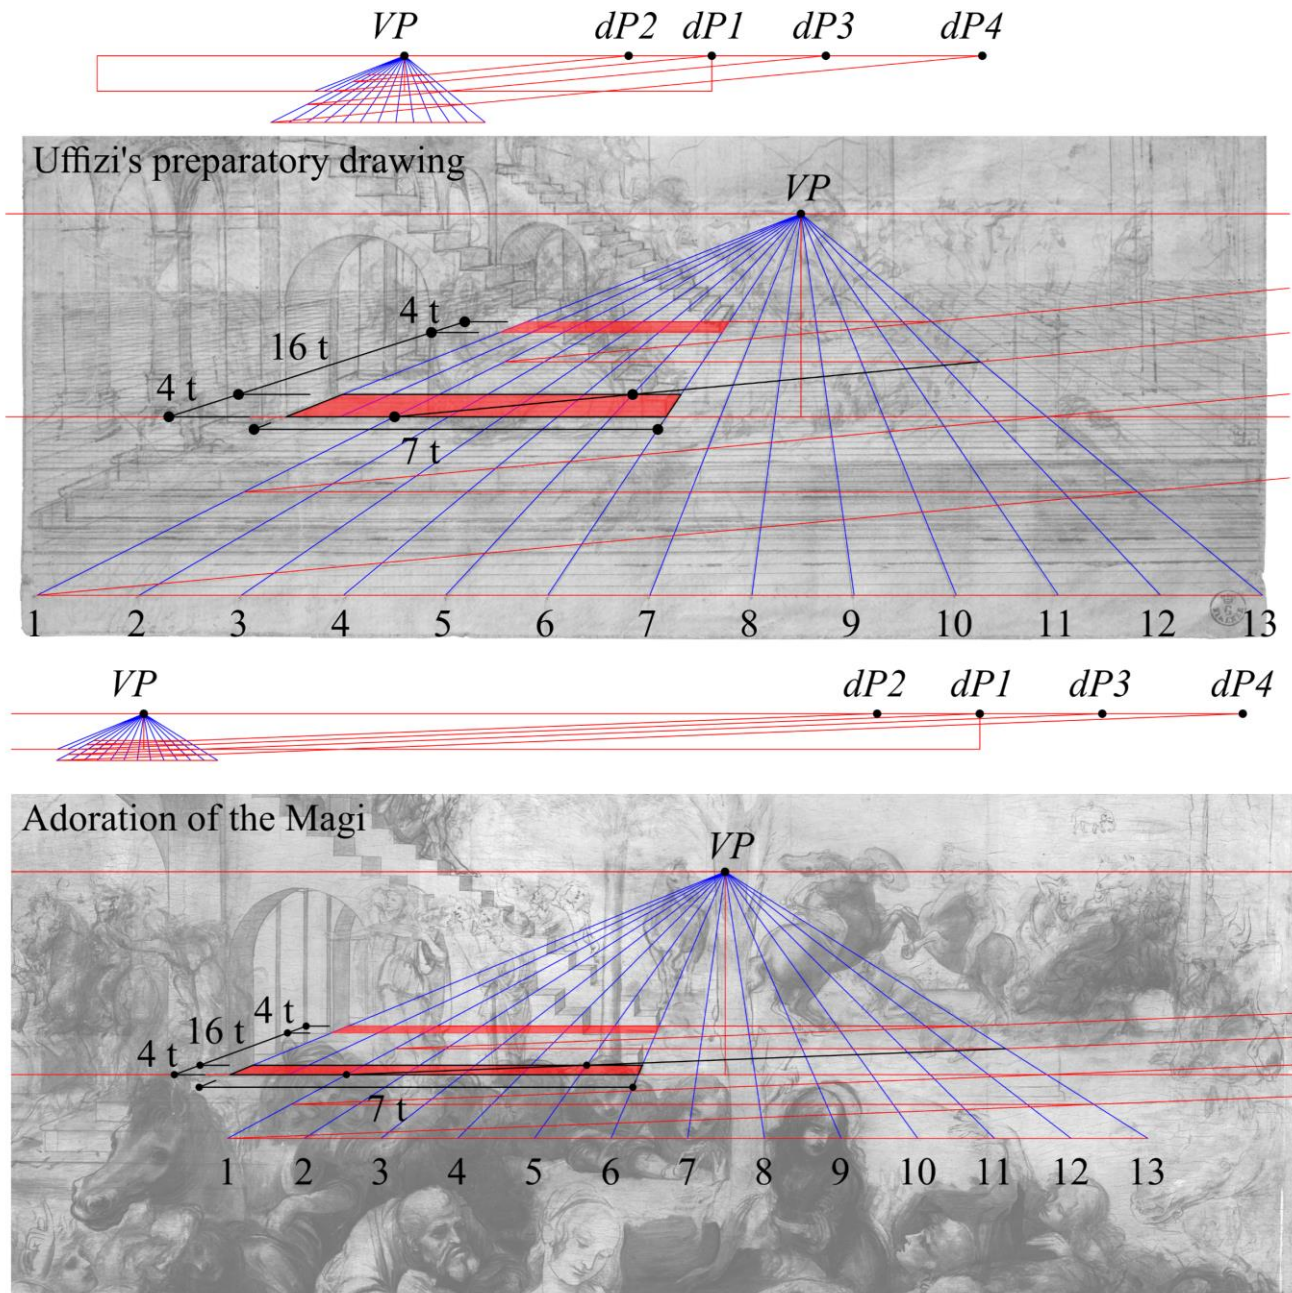 VP dP2 dP1 dP3 dP4
Uffizi's preparatory drawing
VP
4 t
16 t
4 t
7 t
1 2 3 4 5 6 7 8 9 10 11 12 13
VP dP2 dP1 dP3 dP4
Adoration of the Magi
VP
4 t
16 t
4 t
7 t
1 2 3 4 5 6 7 8 9 10 11 12 13